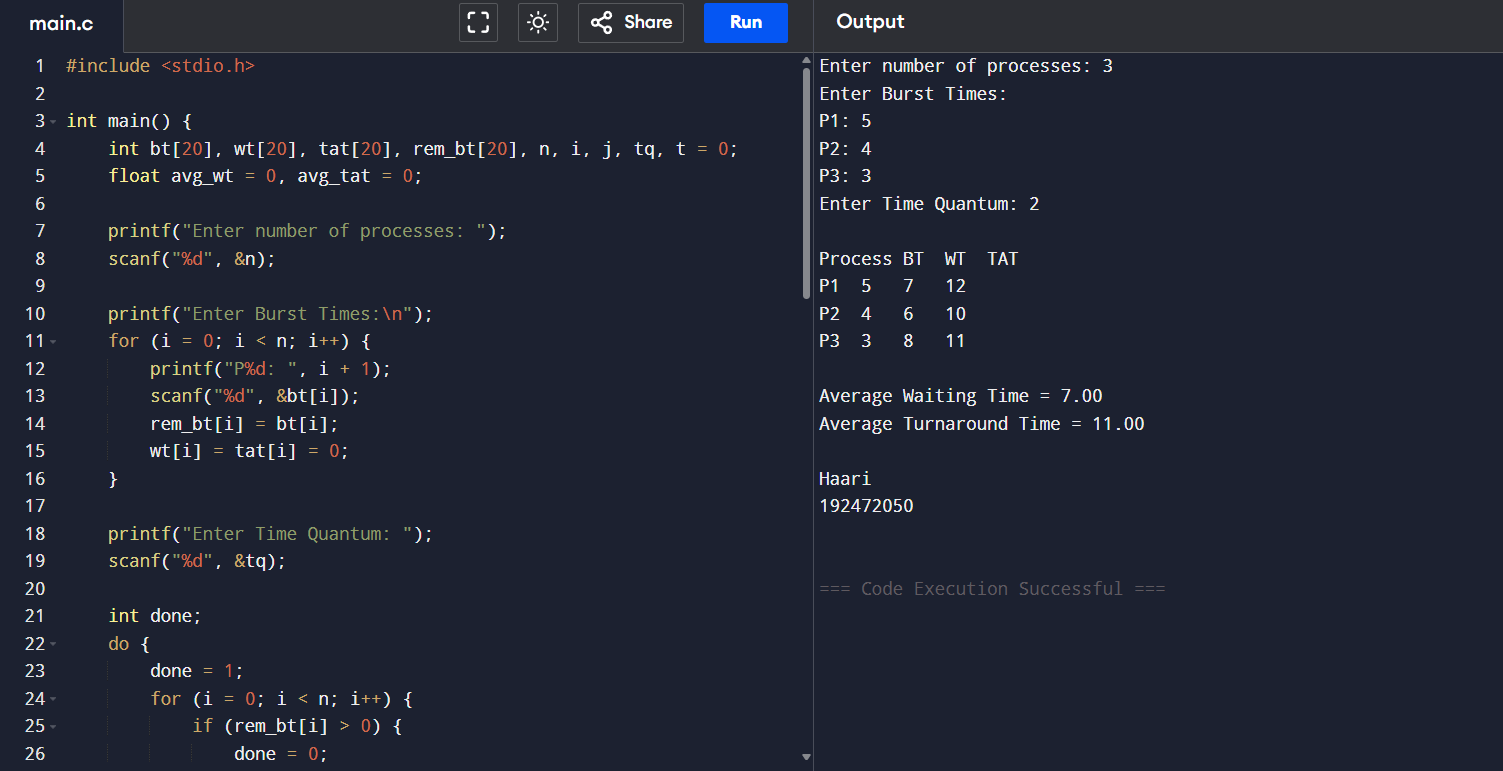 main.c
Share
Run
Output
1 #include <stdio.h>
2
3 int main() {
4 int bt[20], wt[20], tat[20], rem_bt[20], n, i, j, tq, t = 0;
5 float avg_wt = 0, avg_tat = 0;
6
7 printf("Enter number of processes: ");
8 scanf("%d", &n);
9
10 printf("Enter Burst Times:\n");
11 for (i = 0; i < n; i++) {
12 printf("P%d: ", i + 1);
13 scanf("%d", &bt[i]);
14 rem_bt[i] = bt[i];
15 wt[i] = tat[i] = 0;
16 }
17
18 printf("Enter Time Quantum: ");
19 scanf("%d", &tq);
20
21 int done;
22 do {
23 done = 1;
24 for (i = 0; i < n; i++) {
25 if (rem_bt[i] > 0) {
26 done = 0;
Enter number of processes: 3
Enter Burst Times:
P1: 5
P2: 4
P3: 3
Enter Time Quantum: 2
Process BT WT TAT
P1 5 7 12
P2 4 6 10
P3 3 8 11
Average Waiting Time = 7.00
Average Turnaround Time = 11.00
Haari
192472050
=== Code Execution Successful ===